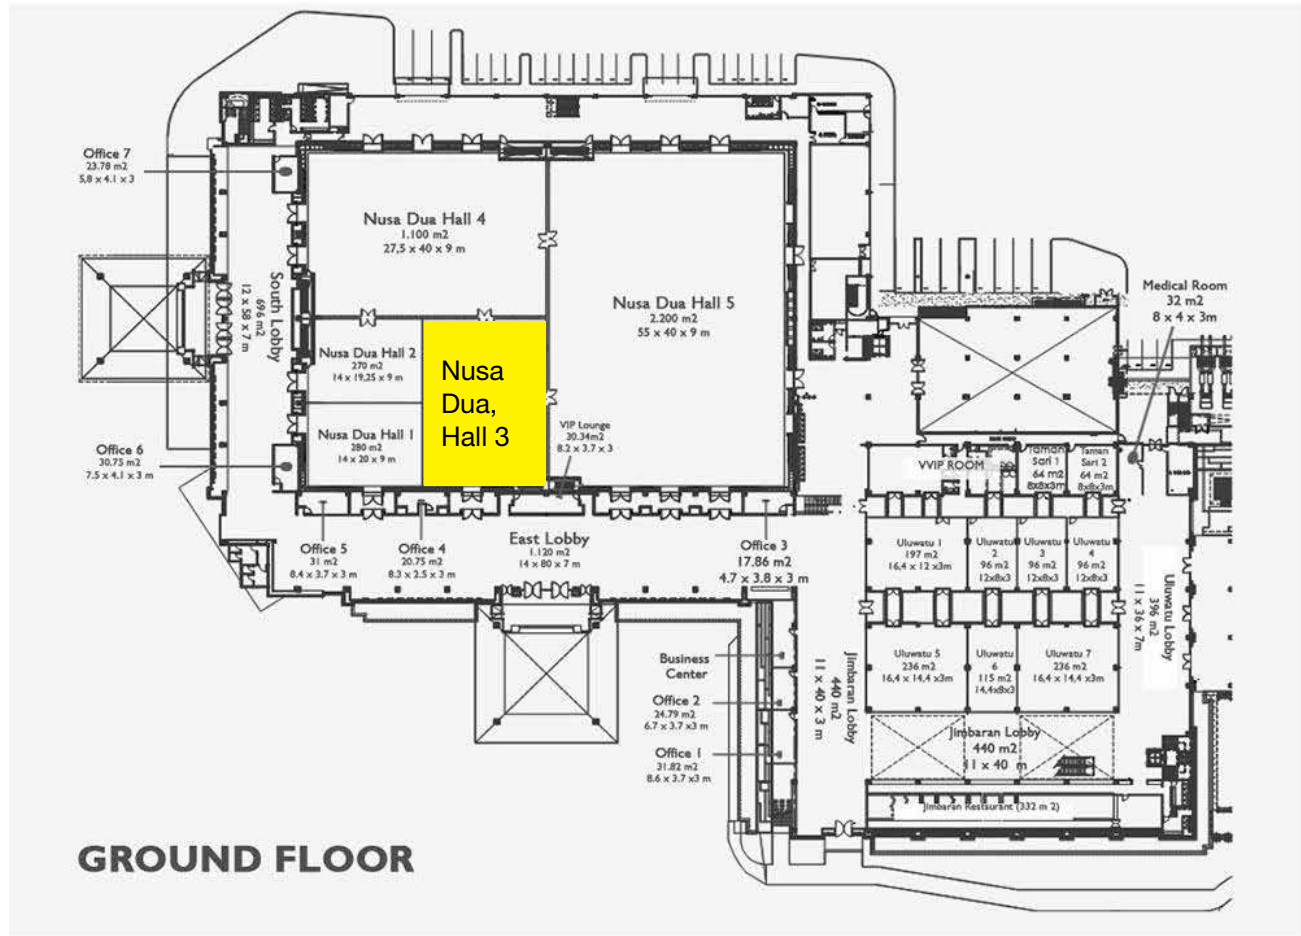 Office 7
23.78 m2
5,8 x 4.1 x 3
Nusa Dua Hall 4
1.100 m2
27,5 x 40 x 9 m
Nusa Dua Hall 5
2.200 m2
55 x 40 x 9 m
South Lobby
696 m2
12 x 58 x 7 m
Nusa Dua Hall 2
270 m2
14 x 19,25 x 9 m
Nusa
Dua,
Hall 3
Nusa Dua Hall 1
280 m2
14 x 20 x 9 m
VIP Lounge
30.34m2
8.2 x 3.7 x 3
Office 6
30.75 m2
7.5 x 4.1 x 3 m
Medical Room
32 m2
8 x 4 x 3m
VVIP ROOM
Taman
Sari 1
64 m2
8x8x3m
Taman
Sari 2
64 m2
8x8x3m
Office 5
31 m2
8.4 x 3.7 x 3 m
Office 4
20.75 m2
8.3 x 2.5 x 3 m
East Lobby
1.120 m2
14 x 80 x 7 m
Office 3
17.86 m2
4.7 x 3.8 x 3 m
Uluwatu 1
197 m2
16,4 x 12 x3m
Uluwatu
2
96 m2
12x8x3
Uluwatu
3
96 m2
12x8x3
Uluwatu
4
96 m2
12x8x3
Uluwatu Lobby
396 m2
11 x 36 x 7m
Uluwatu 5
236 m2
16,4 x 14,4 x3m
Uluwatu
6
115 m2
14,4x8x3
Uluwatu 7
236 m2
16,4 x 14,4 x3m
Business
Center
Office 2
24.79 m2
6.7 x 3.7 x3 m
Office 1
31.82 m2
8.6 x 3.7 x3 m
Jimbaran Lobby
440 m2
11 x 40 x 3 m
Jimbaran Lobby
440 m2
11 x 40 m
Jimbaran Restaurant (332 m 2)
GROUND FLOOR